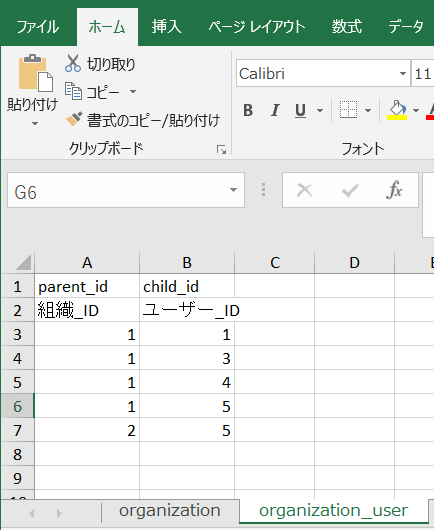 ファイル ホーム 挿入 ページ レイアウト 数式 データ
貼り付け
切り取り
コピー
書式のコピー/貼り付け
クリップボード
Calibri 11
B I U
フォント
G6 fx
A B C D E
1 parent_id child_id
2 組織_ID ユーザー_ID
3 1 1
4 1 3
5 1 4
6 1 5
7 2 5
8
9
10
organization organization_user